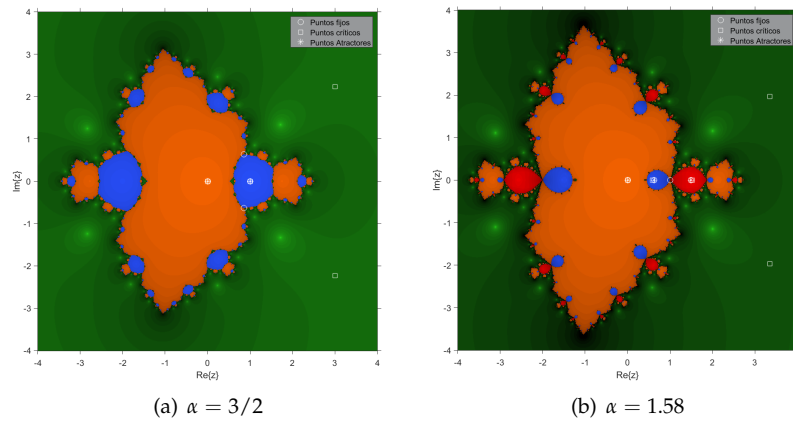 Puntos fijos
Puntos críticos
Puntos Atractores
Im{z}
4
3
2
1
0
-1
-2
-3
-4
-4 -3 -2 -1 0 1 2 3 4
Re{z}
(a) α = 3/2
Puntos fijos
Puntos críticos
Puntos Atractores
Im{z}
4
3
2
1
0
-1
-2
-3
-4
-4 -3 -2 -1 0 1 2 3
Re{z}
(b) α = 1.58